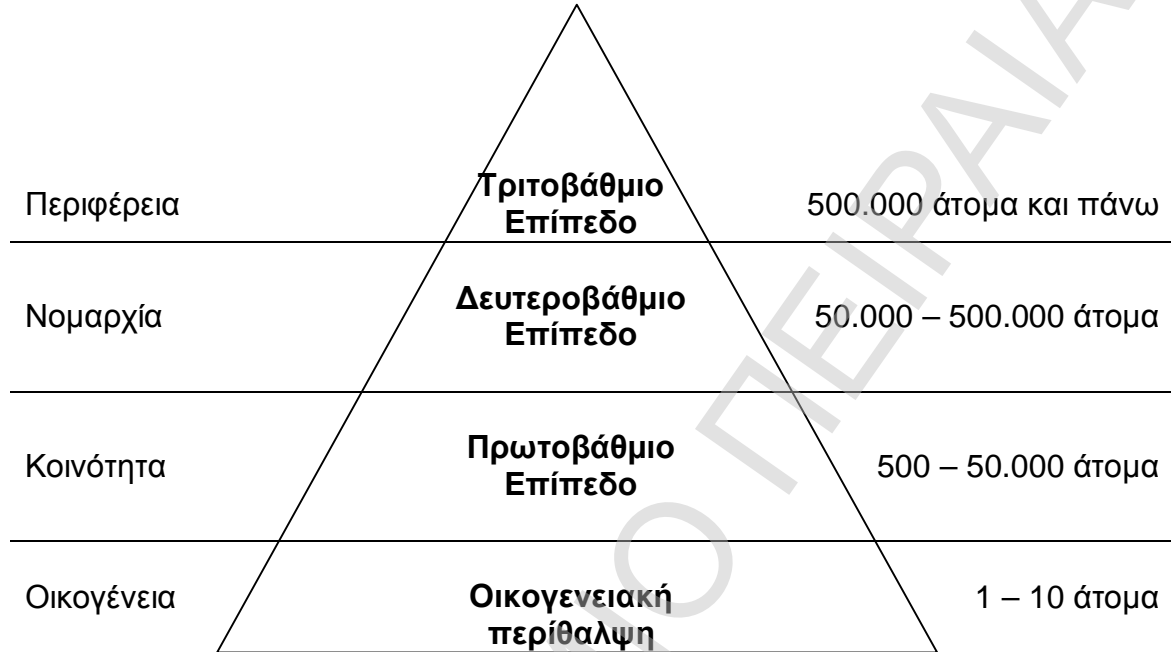 Περιφέρεια
Τριτοβάθμιο
Επίπεδο
500.000 άτομα και πάνω
Νομαρχία
Δευτεροβάθμιο
Επίπεδο
50.000 – 500.000 άτομα
Κοινότητα
Πρωτοβάθμιο
Επίπεδο
500 – 50.000 άτομα
Οικογένεια
Οικογενειακή
περίθαλψη
1 – 10 άτομα